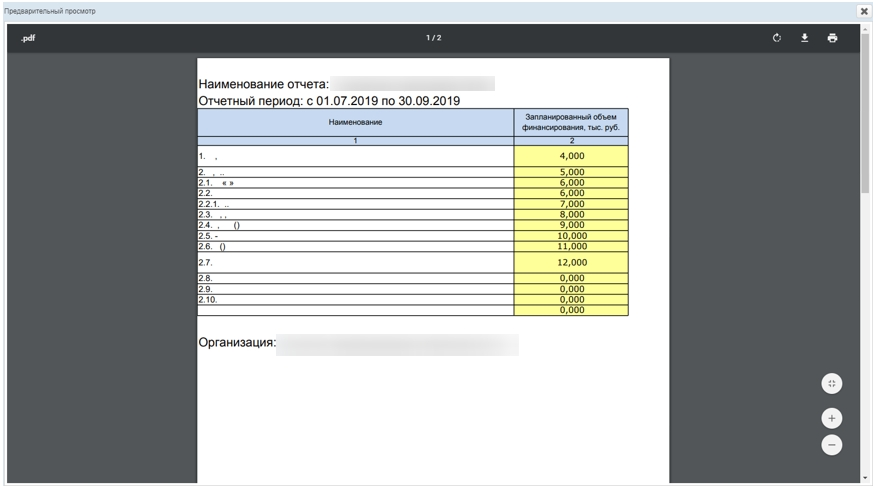 Предварительный просмотр
.pdf
1 / 2
Наименование отчета:
Отчетный период: с 01.07.2019 по 30.09.2019
Наименование
Запланированный объем
финансирования, тыс. руб.
1 2
1. , 4,000
2. , .. 5,000
2.1. « » 6,000
2.2. 6,000
2.2.1. .. 7,000
2.3. , , 8,000
2.4. , () 9,000
2.5. - 10,000
2.6. () 11,000
2.7. 12,000
2.8. 0,000
2.9. 0,000
2.10. 0,000
0,000
Организация: